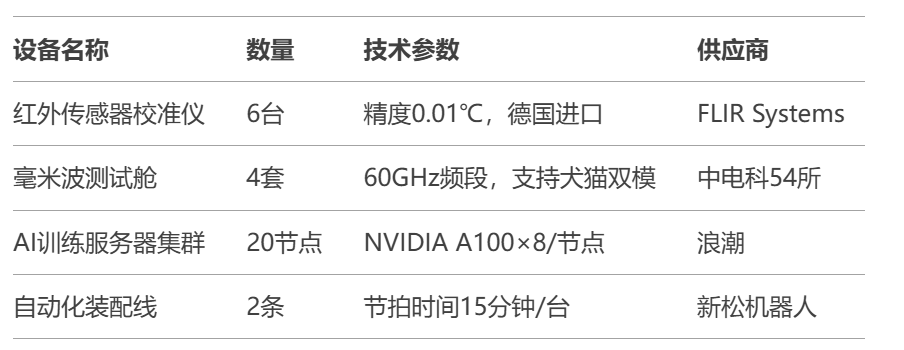 设备名称 数量 技术参数 供应商
红外传感器校准仪 6台 精度0.01℃，德国进口 FLIR Systems
毫米波测试舱 4套 60GHz频段，支持犬猫双模 中电科54所
AI训练服务器集群 20节点 NVIDIA A100×8/节点 浪潮
自动化装配线 2条 节拍时间15分钟/台 新松机器人